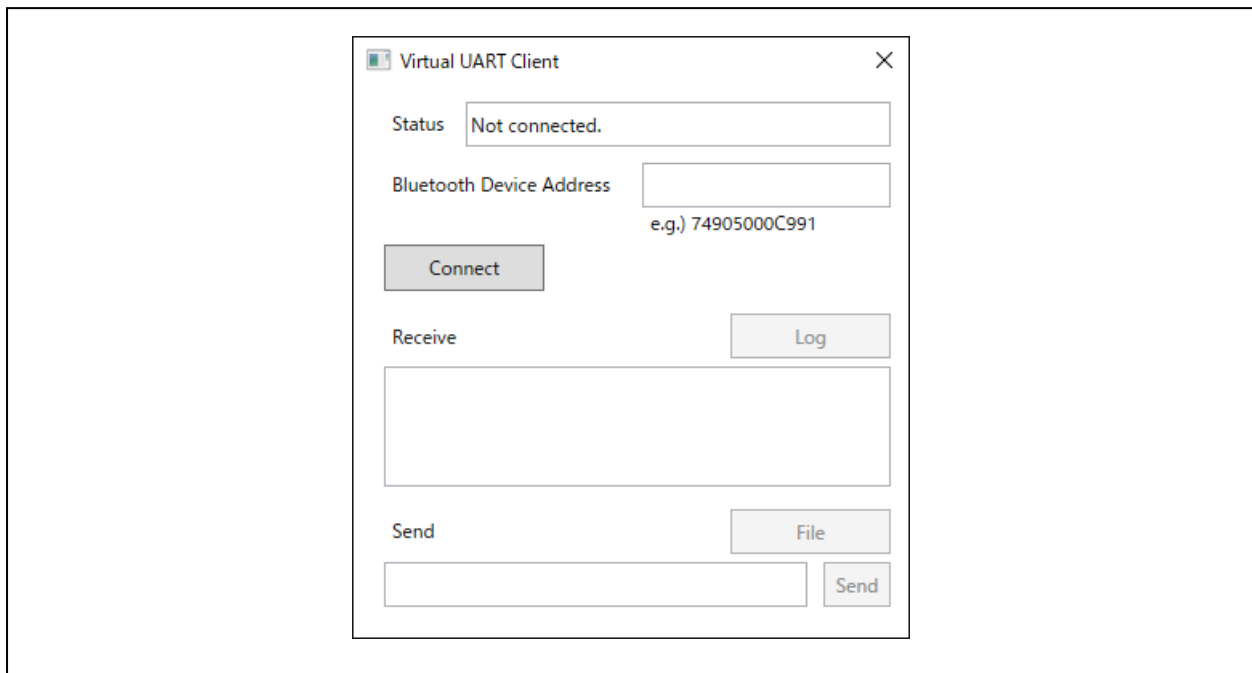 Virtual UART Client
Status Not connected.
Bluetooth Device Address
e.g.) 74905000C991
Connect
Receive Log
Send File
Send